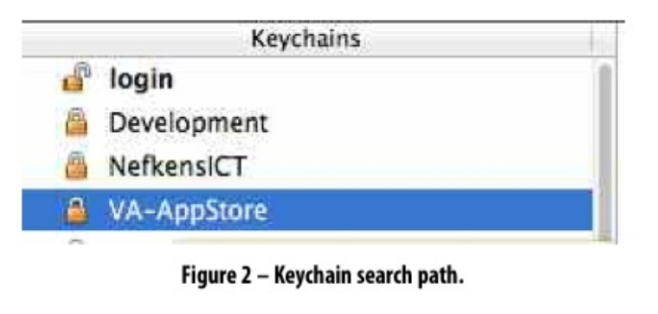 Keychains
login
Development
NefkensICT
VA-AppStore
Figure 2 – Keychain search path.